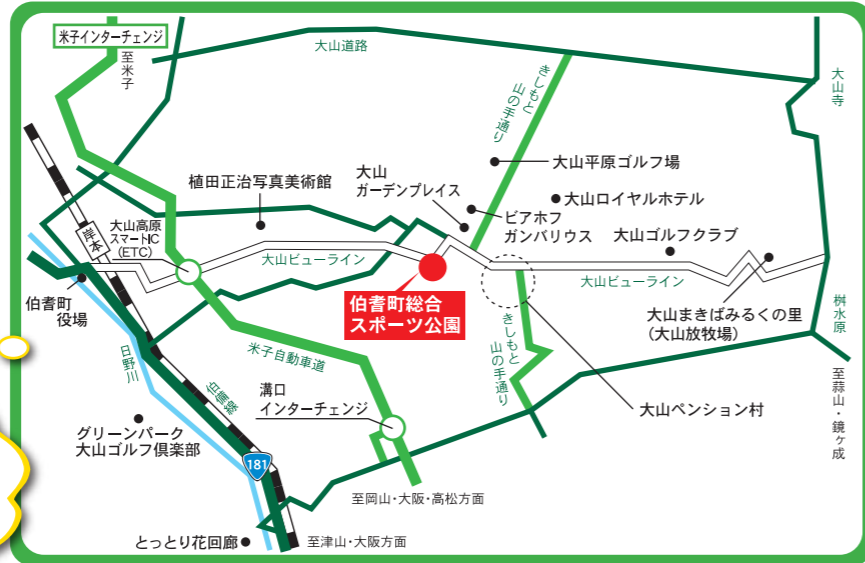 米子インターチェンジ
至米子
大山道路
きしもと
山の手通り
大山寺
植田正治写真美術館
大山
ガーデンプレイス
大山平原ゴルフ場
大山ロイヤルホテル
ビアホフ
ガンバリウス
大山ゴルフクラブ
岸本
大山高原
スマートIC
(ETC)
大山ビューライン
大山ビューライン
伯耆町
役場
伯耆町総合
スポーツ公園
大山まきばみるくの里
(大山放牧場)
桝水原
きしもと
山の手通り
日野川
米子自動車道
伯備線
溝口
インターチェンジ
大山ペンション村
至蒜山・鏡ヶ成
グリーンパーク
大山ゴルフ倶楽部
181
至岡山・大阪・高松方面
とっとり花回廊
至津山・大阪方面